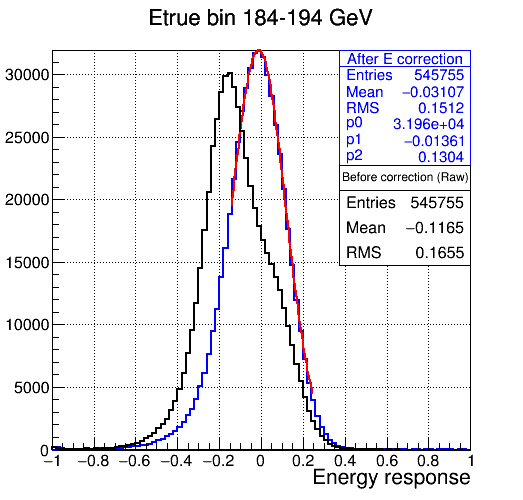 Etrue bin 184-194 GeV
After E correction
Entries 545755
Mean −0.03107
RMS 0.1512
p0 3.196e+04
p1 −0.01361
p2 0.1304
Before correction (Raw)
Entries 545755
Mean −0.1165
RMS 0.1655
30000
25000
20000
15000
10000
5000
0
−1 −0.8 −0.6 −0.4 −0.2 0 0.2 0.4 0.6 0.8 1
Energy response